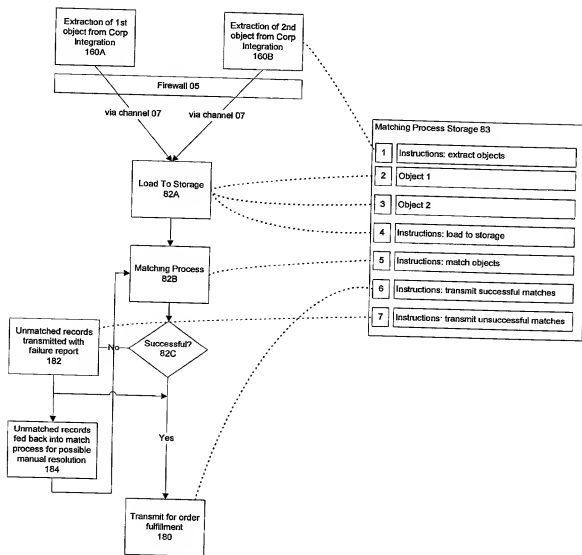 Extraction of 1st
object from Corp
Integration
160A
Extraction of 2nd
object from Corp
Integration
160B
Firewall 05
via channel 07
via channel 07
Load To Storage
82A
Matching Process
82B
Successful?
82C
No
Yes
Unmatched records
transmitted with
failure report
182
Unmatched records
fed back into match
process for possible
manual resolution
184
Transmit for order
fulfillment
180
Matching Process Storage 83
1 Instructions: extract objects
2 Object 1
3 Object 2
4 Instructions: load to storage
5 Instructions: match objects
6 Instructions: transmit successful matches
7 Instructions: transmit unsuccessful matches